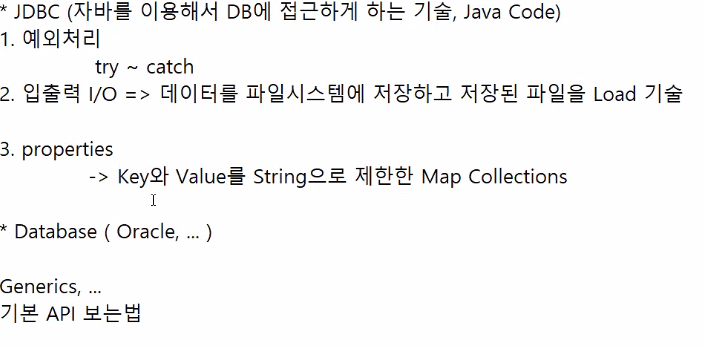 * JDBC (자바를 이용해서 DB에 접근하게 하는 기술, Java Code)
1. 예외처리
try ~ catch
2. 입출력 I/O => 데이터를 파일시스템에 저장하고 저장된 파일을 Load 기술
3. properties
-> Key와 Value를 String으로 제한한 Map Collections
* Database ( Oracle, ... )
Generics, ...
기본 API 보는법